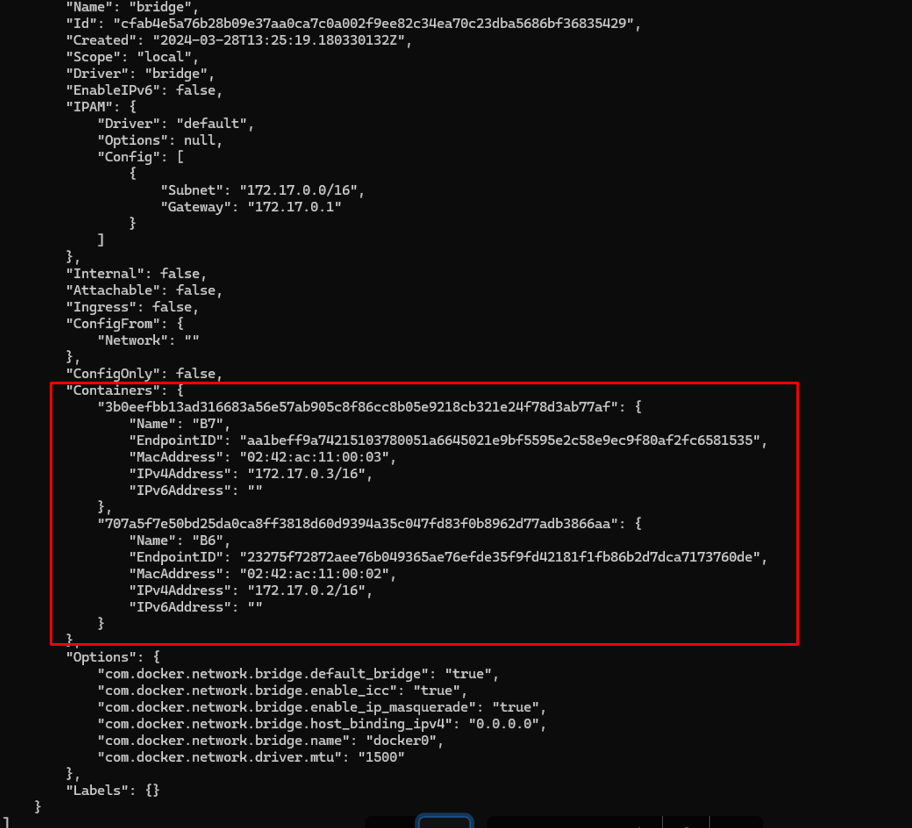 "Name": "bridge",
"Id": "cfab4e5a76b28b09e37aa0ca7c0a002f9ee82c34ea70c23dba5686bf36835429",
"Created": "2024-03-28T13:25:19.180330132Z",
"Scope": "local",
"Driver": "bridge",
"EnableIPv6": false,
"IPAM": {
"Driver": "default",
"Options": null,
"Config": [
{
"Subnet": "172.17.0.0/16",
"Gateway": "172.17.0.1"
}
]
},
"Internal": false,
"Attachable": false,
"Ingress": false,
"ConfigFrom": {
"Network": ""
},
"ConfigOnly": false,
"Containers": {
"3b0eefbb13ad316683a56e57ab905c8f86cc8b05e9218cb321e24f78d3ab77af": {
"Name": "B7",
"EndpointID": "aa1beff9a74215103780051a6645021e9bf5595e2c58e9ec9f80af2fc6581535",
"MacAddress": "02:42:ac:11:00:03",
"IPv4Address": "172.17.0.3/16",
"IPv6Address": ""
},
"707a5f7e50bd25da0ca8ff3818d60d9394a35c047fd83f0b8962d77adb3866aa": {
"Name": "B6",
"EndpointID": "23275f72872aee76b049365ae76efde35f9fd42181f1fb86b2d7dca7173760de",
"MacAddress": "02:42:ac:11:00:02",
"IPv4Address": "172.17.0.2/16",
"IPv6Address": ""
}
},
"Options": {
"com.docker.network.bridge.default_bridge": "true",
"com.docker.network.bridge.enable_icc": "true",
"com.docker.network.bridge.enable_ip_masquerade": "true",
"com.docker.network.bridge.host_binding_ipv4": "0.0.0.0",
"com.docker.network.bridge.name": "docker0",
"com.docker.network.driver.mtu": "1500"
},
"Labels": {}
}
]